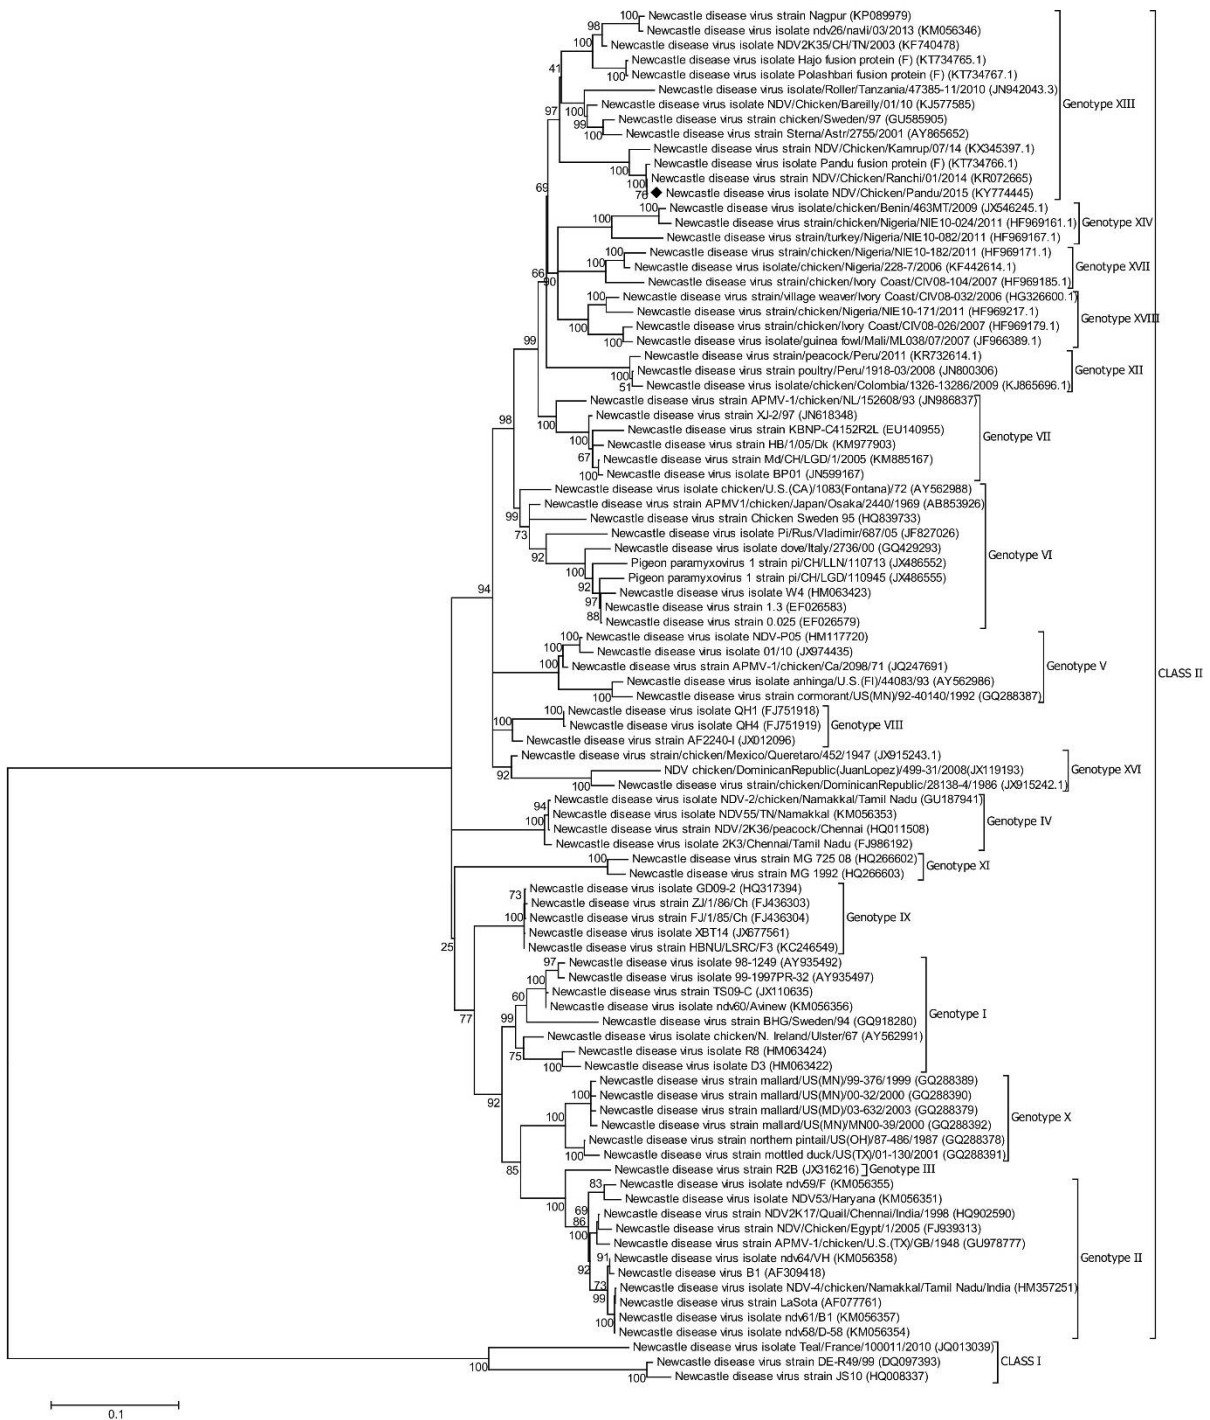 100 Newcastle disease virus strain Nagpur (KP089979)
98 Newcastle disease virus isolate ndv26/navli/03/2013 (KM056346)
100 Newcastle disease virus isolate NDV2K35/CH/TN/2003 (KF740478)
Newcastle disease virus isolate Hajo fusion protein (F) (KT734765.1)
41 100 Newcastle disease virus isolate Polashbari fusion protein (F) (KT734767.1)
Newcastle disease virus isolate/Roller/Tanzania/47385-11/2010 (JN942043.3)
97 100 Newcastle disease virus isolate NDV/Chicken/Bareilly/01/10 (KJ577585) Genotype XIII
99 Newcastle disease virus strain chicken/Sweden/97 (GU585905)
100 Newcastle disease virus strain Sterna/Astr/2755/2001 (AY865652)
Newcastle disease virus strain NDV/Chicken/Kamrup/07/14 (KX345397.1)
100 Newcastle disease virus isolate Pandu fusion protein (F) (KT734766.1)
100 Newcastle disease virus strain NDV/Chicken/Ranchi/01/2014 (KR072665)
69 76 ◆ Newcastle disease virus isolate NDV/Chicken/Pandu/2015 (KY774445)
100 Newcastle disease virus isolate/chicken/Benin/463MT/2009 (JX546245.1)
100 Newcastle disease virus strain/chicken/Nigeria/NIE10-024/2011 (HF969161.1) Genotype XIV
Newcastle disease virus strain/turkey/Nigeria/NIE10-082/2011 (HF969167.1)
100 Newcastle disease virus strain/chicken/Nigeria/NIE10-182/2011 (HF969171.1)
66 100 Newcastle disease virus isolate/chicken/Nigeria/228-7/2006 (KF442614.1) Genotype XVII
90 Newcastle disease virus strain/chicken/Ivory Coast/CIV08-104/2007 (HF969185.1)
100 Newcastle disease virus strain/village weaver/Ivory Coast/CIV08-032/2006 (HG326600.1)
Newcastle disease virus strain/chicken/Nigeria/NIE10-171/2011 (HF969217.1) Genotype XVIII
100 Newcastle disease virus strain/chicken/Ivory Coast/CIV08-026/2007 (HF969179.1)
99 100 Newcastle disease virus isolate/guinea fowl/Mali/ML038/07/2007 (JF966389.1)
Newcastle disease virus strain/peacock/Peru/2011 (KR732614.1)
100 Newcastle disease virus strain poultry/Peru/1918-03/2008 (JN800306) Genotype XII
51 Newcastle disease virus isolate/chicken/Colombia/1326-13286/2009 (KJ865696.1)
Newcastle disease virus strain APMV-1/chicken/NL/152608/93 (JN986837)
98 100 Newcastle disease virus strain XJ-2/97 (JN618348)
Newcastle disease virus strain KBNP-C4152R2L (EU140955) Genotype VII
100 Newcastle disease virus strain HB/1/05/Dk (KM977903)
67 Newcastle disease virus strain Md/CH/LGD/1/2005 (KM885167)
100 Newcastle disease virus isolate BP01 (JN599167)
Newcastle disease virus isolate chicken/U.S.(CA)/1083(Fontana)/72 (AY562988)
Newcastle disease virus strain APMV1/chicken/Japan/Osaka/2440/1969 (AB853926)
99 Newcastle disease virus strain Chicken Sweden 95 (HQ839733)
73 Newcastle disease virus isolate Pi/Rus/Vladimir/687/05 (JF827026)
92 Newcastle disease virus isolate dove/Italy/2736/00 (GQ429293) Genotype VI
100 Pigeon paramyxovirus 1 strain pi/CH/LLN/110713 (JX486552)
92 Pigeon paramyxovirus 1 strain pi/CH/LGD/110945 (JX486555)
94 Newcastle disease virus isolate W4 (HM063423)
97 Newcastle disease virus strain 1.3 (EF026583)
88 Newcastle disease virus strain 0.025 (EF026579)
100 Newcastle disease virus isolate NDV-P05 (HM117720)
100 Newcastle disease virus isolate 01/10 (JX974435)
100 Newcastle disease virus strain APMV-1/chicken/Ca/2098/71 (JQ247691) Genotype V
CLASS II
Newcastle disease virus isolate anhinga/U.S.(Fl)/44083/93 (AY562986)
100 Newcastle disease virus strain cormorant/US(MN)/92-40140/1992 (GQ288387)
100 Newcastle disease virus isolate QH1 (FJ751918)
100 Newcastle disease virus isolate QH4 (FJ751919) Genotype VIII
Newcastle disease virus strain AF2240-I (JX012096)
Newcastle disease virus strain/chicken/Mexico/Queretaro/452/1947 (JX915243.1)
92 NDV chicken/DominicanRepublic(JuanLopez)/499-31/2008(JX119193) Genotype XVI
100 Newcastle disease virus strain/chicken/DominicanRepublic/28138-4/1986 (JX915242.1)
94 Newcastle disease virus isolate NDV-2/chicken/Namakkal/Tamil Nadu (GU187941)
100 Newcastle disease virus isolate NDV55/TN/Namakkal (KM056353) Genotype IV
Newcastle disease virus strain NDV/2K36/peacock/Chennai (HQ011508)
Newcastle disease virus isolate 2K3/Chennai/Tamil Nadu (FJ986192)
100 Newcastle disease virus strain MG 725 08 (HQ266602) Genotype XI
Newcastle disease virus strain MG 1992 (HQ266603)
73 Newcastle disease virus isolate GD09-2 (HQ317394)
Newcastle disease virus strain ZJ/1/86/Ch (FJ436303)
100 Newcastle disease virus strain FJ/1/85/Ch (FJ436304) Genotype IX
Newcastle disease virus isolate XBT14 (JX677561)
25 Newcastle disease virus strain HBNU/LSRC/F3 (KC246549)
97 Newcastle disease virus isolate 98-1249 (AY935492)
100 Newcastle disease virus isolate 99-1997PR-32 (AY935497)
60 Newcastle disease virus strain TS09-C (JX110635)
Newcastle disease virus isolate ndv60/Avinew (KM056356) Genotype I
77 99 Newcastle disease virus strain BHG/Sweden/94 (GQ918280)
Newcastle disease virus isolate chicken/N. Ireland/Ulster/67 (AY562991)
75 Newcastle disease virus isolate R8 (HM063424)
100 Newcastle disease virus isolate D3 (HM063422)
Newcastle disease virus strain mallard/US(MN)/99-376/1999 (GQ288389)
92 100 Newcastle disease virus strain mallard/US(MN)/00-32/2000 (GQ288390)
Newcastle disease virus strain mallard/US(MD)/03-632/2003 (GQ288379) Genotype X
100 Newcastle disease virus strain mallard/US(MN)/MN00-39/2000 (GQ288392)
Newcastle disease virus strain northern pintail/US(OH)/87-486/1987 (GQ288378)
100 Newcastle disease virus strain mottled duck/US(TX)/01-130/2001 (GQ288391)
85 Newcastle disease virus strain R2B (JX316216) Genotype III
83 Newcastle disease virus isolate ndv59/F (KM056355)
100 Newcastle disease virus isolate NDV53/Haryana (KM056351)
69 Newcastle disease virus strain NDV2K17/Quail/Chennai/India/1998 (HQ902590)
86 Newcastle disease virus strain NDV/Chicken/Egypt/1/2005 (FJ939313)
100 Newcastle disease virus strain APMV-1/chicken/U.S.(TX)/GB/1948 (GU978777)
91 Newcastle disease virus isolate ndv64/VH (KM056358) Genotype II
92 Newcastle disease virus B1 (AF309418)
73 Newcastle disease virus isolate NDV-4/chicken/Namakkal/Tamil Nadu/India (HM357251)
99 Newcastle disease virus strain LaSota (AF077761)
100 Newcastle disease virus isolate ndv61/B1 (KM056357)
Newcastle disease virus isolate ndv58/D-58 (KM056354)
Newcastle disease virus isolate Teal/France/100011/2010 (JQ013039)
100 Newcastle disease virus strain DE-R49/99 (DQ097393) CLASS I
100 Newcastle disease virus strain JS10 (HQ008337)
0.1